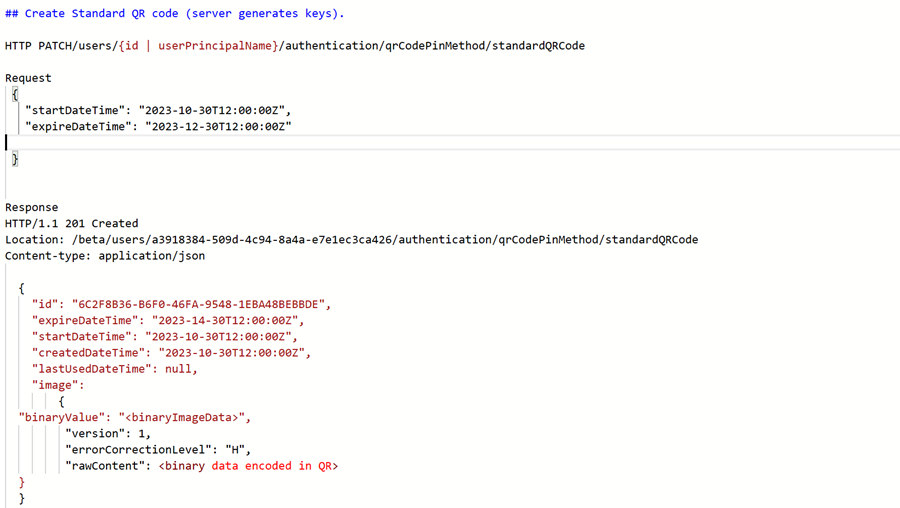 ## Create Standard QR code (server generates keys).
HTTP PATCH/users/{id | userPrincipalName}/authentication/qrCodePinMethod/standardQRCode
Request
{
"startDateTime": "2023-10-30T12:00:00Z",
"expireDateTime": "2023-12-30T12:00:00Z"
}
Response
HTTP/1.1 201 Created
Location: /beta/users/a3918384-509d-4c94-8a4a-e7e1ec3ca426/authentication/qrCodePinMethod/standardQRCode
Content-type: application/json
{
"id": "6C2F8B36-B6F0-46FA-9548-1EBA48BEBBDE",
"expireDateTime": "2023-14-30T12:00:00Z",
"startDateTime": "2023-10-30T12:00:00Z",
"createdDateTime": "2023-10-30T12:00:00Z",
"lastUsedDateTime": null,
"image":
{
"binaryValue": "<binaryImageData>",
"version": 1,
"errorCorrectionLevel": "H",
"rawContent": <binary data encoded in QR>
}
}